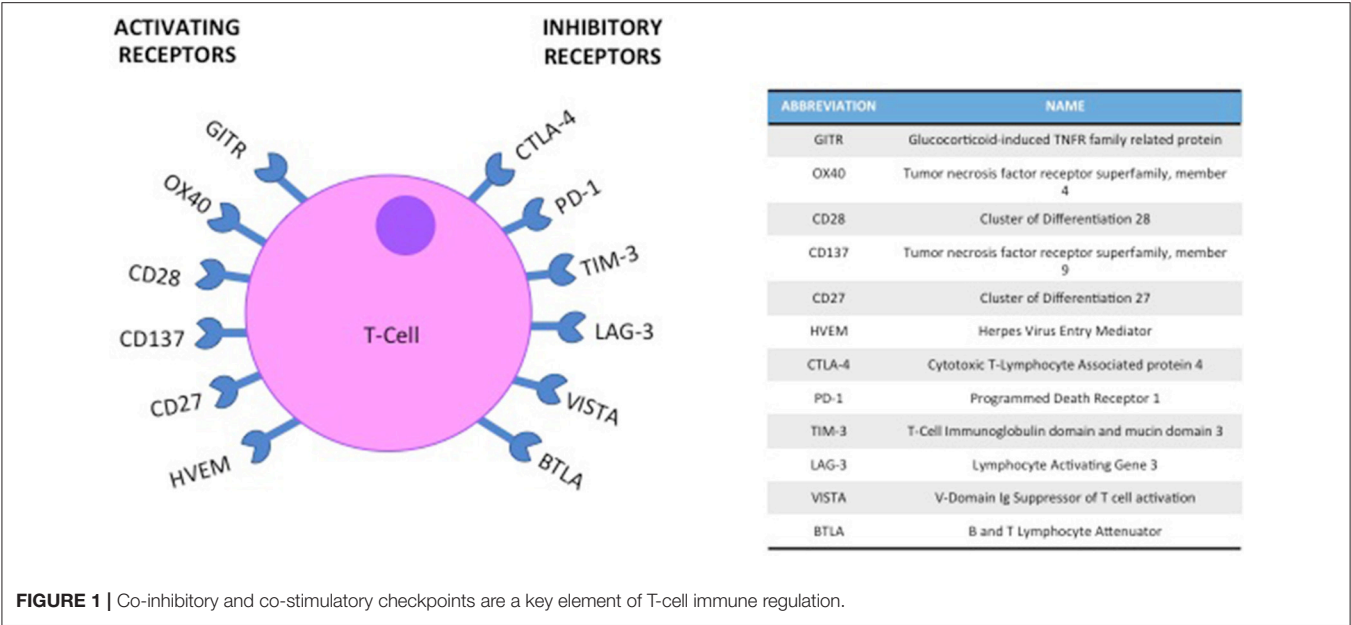 ACTIVATING
RECEPTORS
INHIBITORY
RECEPTORS
GITR
OX40
CD28
CD137
CD27
HVEM
T-Cell
CTLA-4
PD-1
TIM-3
LAG-3
VISTA
BTLA
ABBREVIATION NAME
GITR Glucocorticoid-induced TNFR family related protein
OX40 Tumor necrosis factor receptor superfamily, member
4
CD28 Cluster of Differentiation 28
CD137 Tumor necrosis factor receptor superfamily, member
9
CD27 Cluster of Differentiation 27
HVEM Herpes Virus Entry Mediator
CTLA-4 Cytotoxic T-Lymphocyte Associated protein 4
PD-1 Programmed Death Receptor 1
TIM-3 T-Cell Immunoglobulin domain and mucin domain 3
LAG-3 Lymphocyte Activating Gene 3
VISTA V-Domain Ig Suppressor of T cell activation
BTLA B and T Lymphocyte Attenuator
FIGURE 1 | Co-inhibitory and co-stimulatory checkpoints are a key element of T-cell immune regulation.